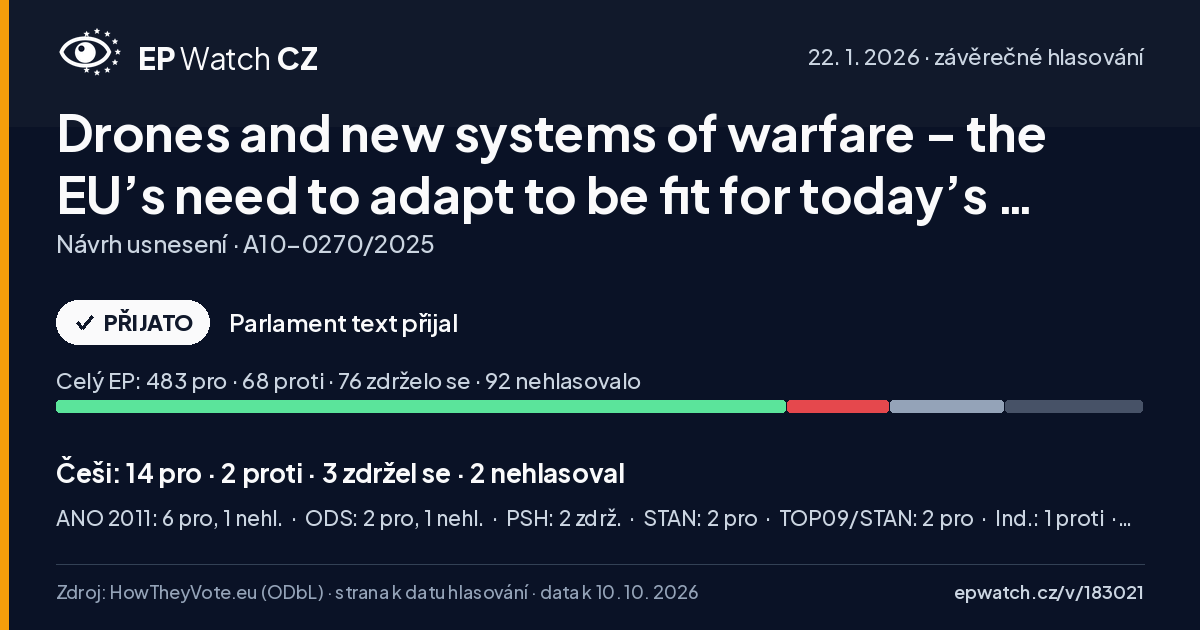 EP Watch CZ
22. 1. 2026 · závěrečné hlasování
Drones and new systems of warfare – the
EU’s need to adapt to be fit for today’s ...
Návrh usnesení · A10-0270/2025
✓ PŘIJATO
Parlament text přijal
Celý EP: 483 pro · 68 proti · 76 zdrželo se · 92 nehlasovalo
Češi: 14 pro · 2 proti · 3 zdržel se · 2 nehlasoval
ANO 2011: 6 pro, 1 nehl. · ODS: 2 pro, 1 nehl. · PSH: 2 zdrž. · STAN: 2 pro · TOP09/STAN: 2 pro · Ind.: 1 proti ·...
Zdroj: HowTheyVote.eu (ODbL) · strana k datu hlasování · data k 10. 10. 2026
epwatch.cz/v/183021